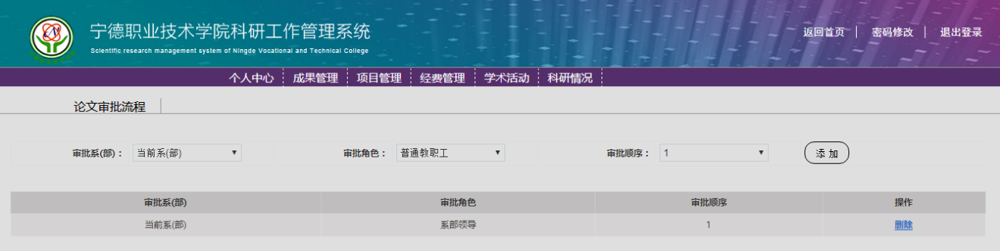 宁德职业技术学院科研工作管理系统
Scientific research management system of Ningde Vocational and Technical College
返回首页 密码修改 退出登录
个人中心 成果管理 项目管理 经费管理 学术活动 科研情况
论文审批流程
审批系(部)： 当前系(部) 审批角色： 普通教职工 审批顺序： 1 添 加
审批系(部) 审批角色 审批顺序 操作
当前系(部) 系部领导 1 删除